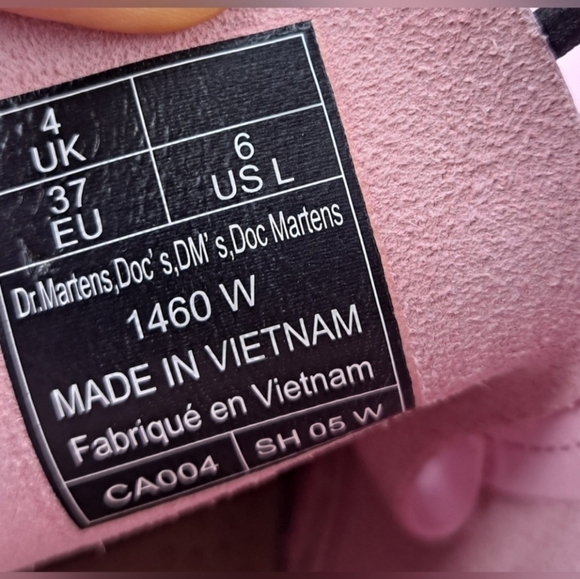 4
UK
37
EU
6
US L
Dr.Martens,Doc's,DM's,Doc Martens
1460 W
MADE IN VIETNAM
Fabriqué en Vietnam
CA004
SH 05 W